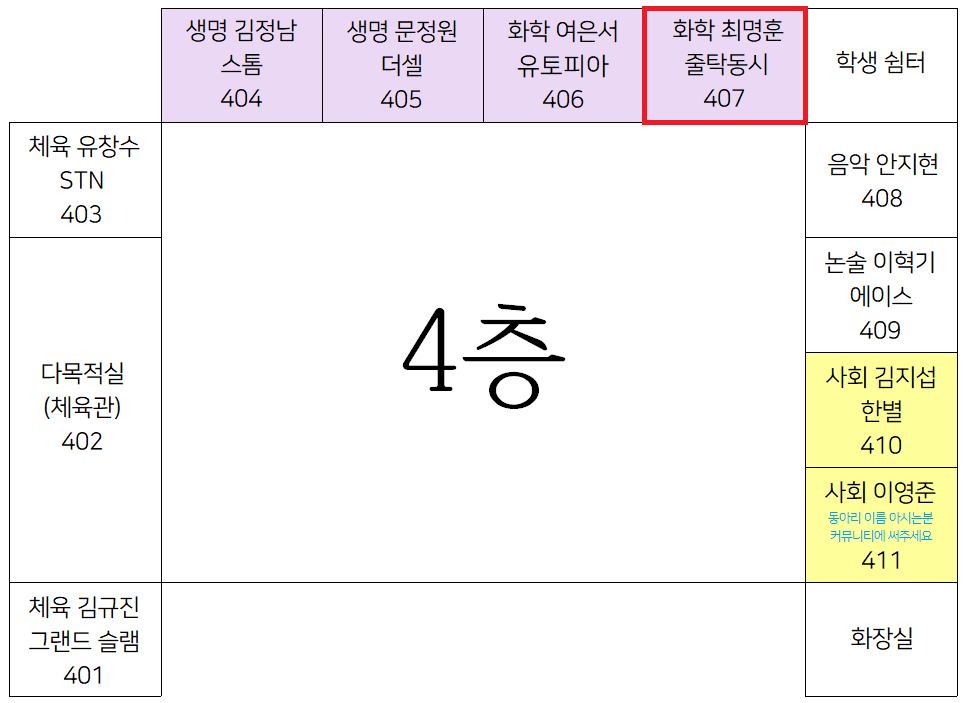 생명 김정남
스톰
404
생명 문정원
더셀
405
화학 여은서
유토피아
406
화학 최명훈
줄탁동시
407
학생 쉼터
체육 유창수
STN
403
음악 안지현
408
논술 이혁기
에이스
409
다목적실
(체육관)
402
4층
사회 김지섭
한별
410
사회 이영준
동아리 이름 아시는분
커뮤니티에 써주세요
411
체육 김규진
그랜드 슬램
401
화장실